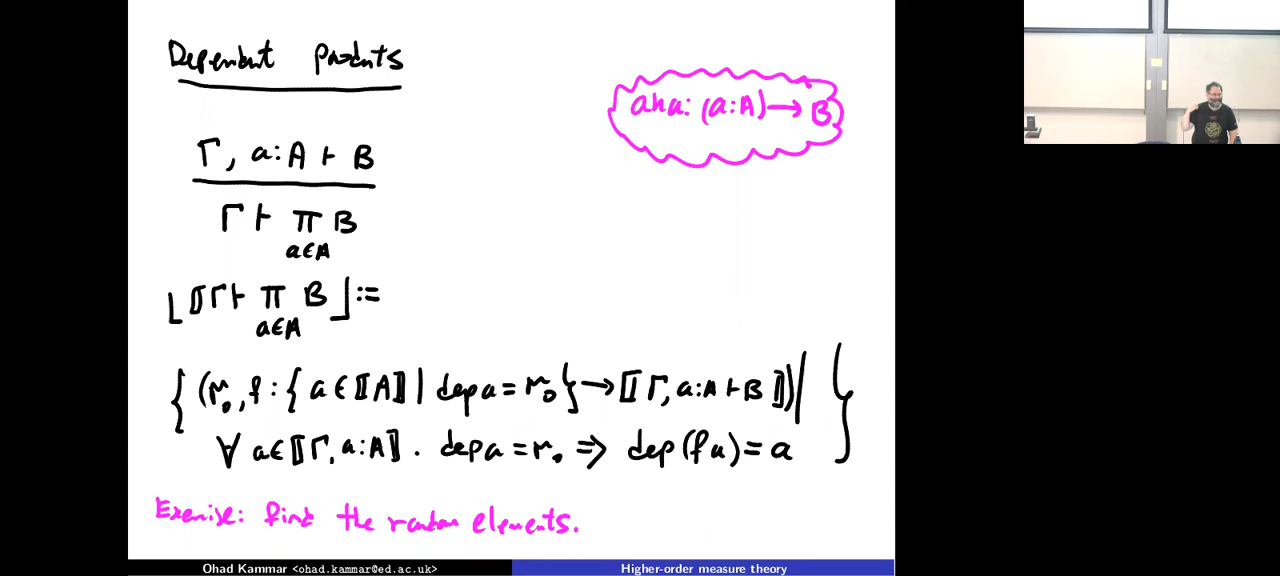 Dependent products
aka: (a:A) → B
Γ, a:A ⊢ B
Γ ⊢ Π B
a∈A
⌊⟦Γ ⊢ Π B⌋ :=
a∈A
{(r₀, f : {a ∈ ⟦A⟧ | dep a = r₀} → ⟦Γ, a:A ⊢ B⟧) | }
∀ a∈⟦Γ, a:A⟧. dep a = r₀ ⇒ dep(f a) = a
Exercise: find the random elements.
Ohad Kammar <ohad.kammar@ed.ac.uk>
Higher-order measure theory